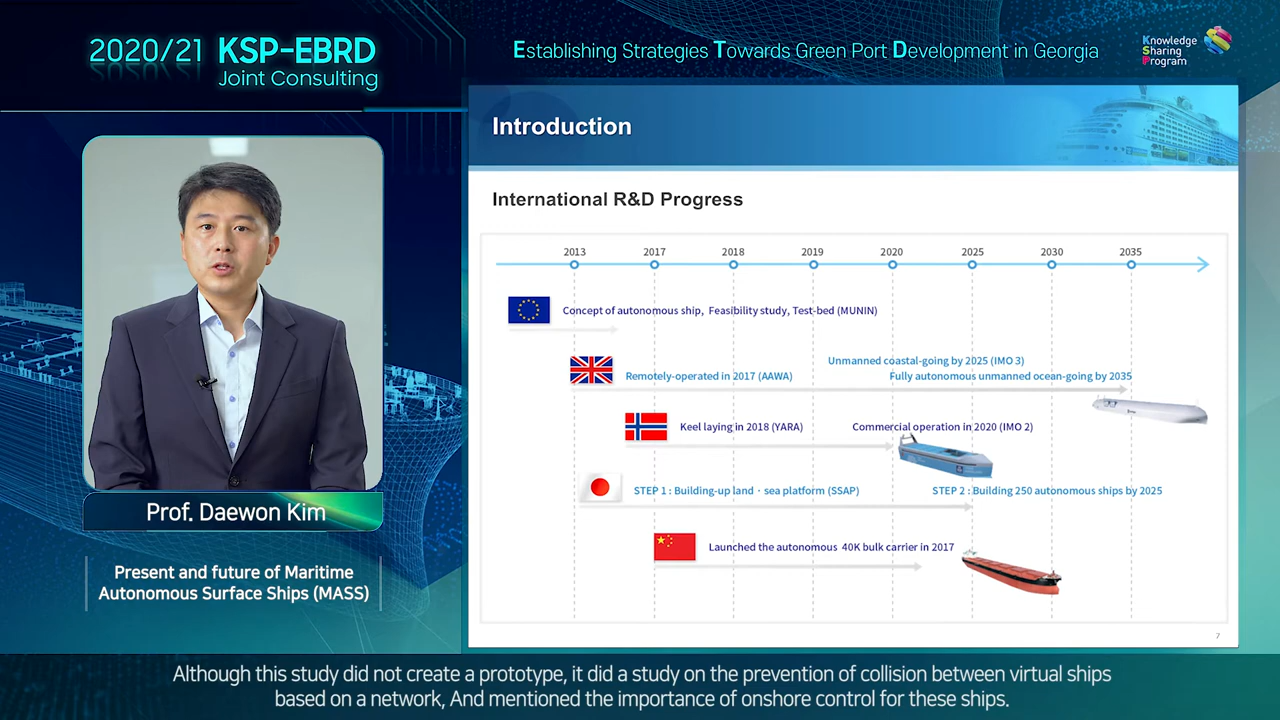 2020/21 KSP-EBRD
Joint Consulting
Establishing Strategies Towards Green Port Development in Georgia
Knowledge
Sharing
Program
Introduction
International R&D Progress
2013 2017 2018 2019 2020 2025 2030 2035
Concept of autonomous ship, Feasibility study, Test-bed (MUNIN)
Unmanned coastal-going by 2025 (IMO 3)
Remotely-operated in 2017 (AAWA) Fully autonomous unmanned ocean-going by 2035
Keel laying in 2018 (YARA) Commercial operation in 2020 (IMO 2)
STEP 1 : Building-up land · sea platform (SSAP) STEP 2 : Building 250 autonomous ships by 2025
Launched the autonomous 40K bulk carrier in 2017
7
Prof. Daewon Kim
Present and future of Maritime
Autonomous Surface Ships (MASS)
Although this study did not create a prototype, it did a study on the prevention of collision between virtual ships
based on a network, And mentioned the importance of onshore control for these ships.